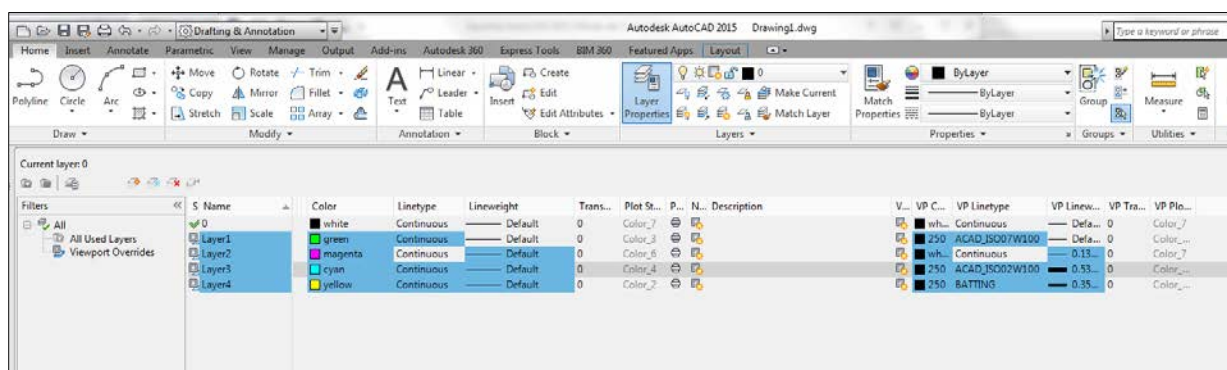 Drafting & Annotation
Autodesk AutoCAD 2015 Drawing1.dwg
Type a keyword or phrase
Home Insert Annotate Parametric View Manage Output Add-ins Autodesk 360 Express Tools BIM 360 Featured Apps Layout
Move Rotate Trim Linear Create 0 ByLayer
Polyline Circle Arc Copy Mirror Fillet Text Leader Insert Edit Layer Properties Make Current Match Properties ByLayer Group Measure
Stretch Scale Array Table Edit Attributes Match Layer ByLayer
Draw Modify Annotation Block Layers Properties Groups Utilities
Current layer: 0
Filters S Name Color Linetype Lineweight Trans... Plot St... P... N... Description V... VP C... VP Linetype VP Linew... VP Tra... VP Plo...
All 0 white Continuous Default 0 Color_7 wh... Continuous Defa... 0 Color_7
All Used Layers Layer1 green Continuous Default 0 Color_3 250 ACAD_ISO07W100 Defa... 0 Color_...
Viewport Overrides Layer2 magenta Continuous Default 0 Color_6 wh... Continuous 0.13... 0 Color_7
Layer3 cyan Continuous Default 0 Color_4 250 ACAD_ISO02W100 0.53... 0 Color_...
Layer4 yellow Continuous Default 0 Color_2 250 BATTING 0.35... 0 Color_...